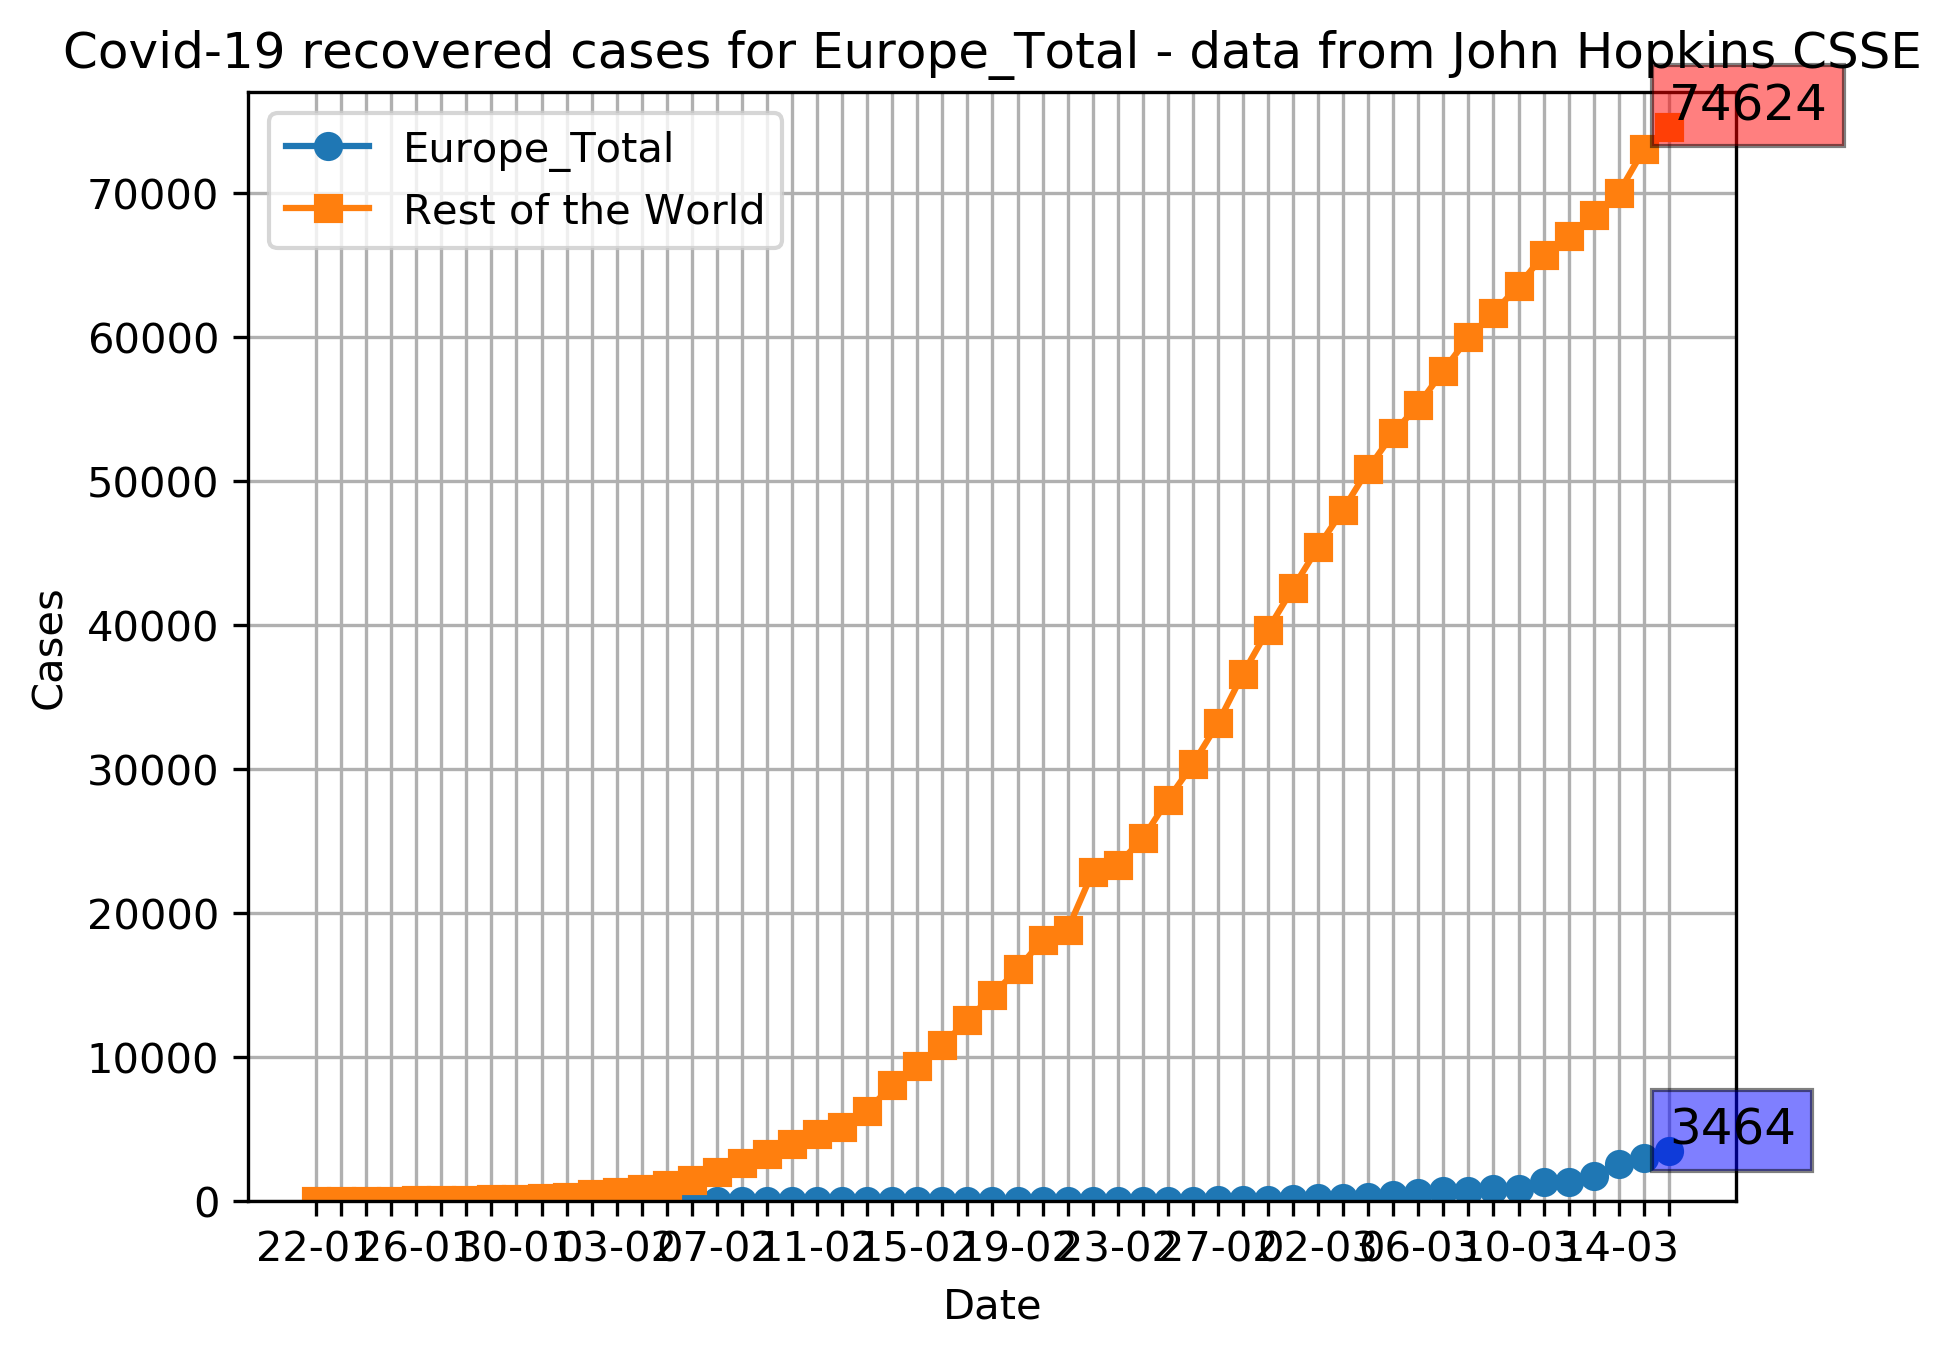 Covid-19 recovered cases for Europe_Total - data from John Hopkins CSSE
74624
Europe_Total
Rest of the World
70000
60000
50000
40000
30000
20000
10000
0
Cases
3464
22-01 26-01 30-01 03-02 07-02 11-02 15-02 19-02 23-02 27-02 02-03 06-03 10-03 14-03
Date